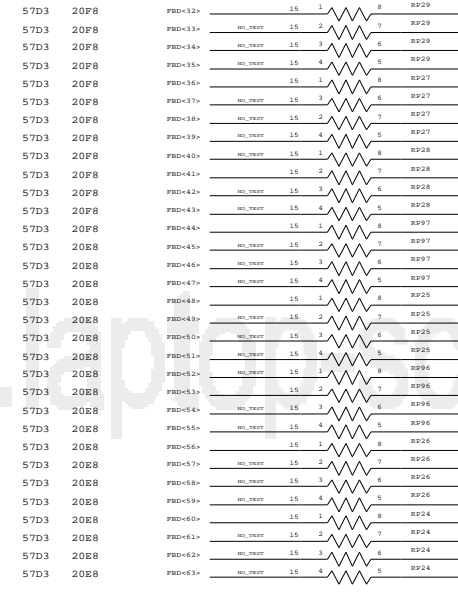 57D3 20F8 FBD<32> 15 1 8 RP29
57D3 20F8 FBD<33> NO_TEST 15 2 7 RP29
57D3 20F8 FBD<34> NO_TEST 15 3 6 RP29
57D3 20F8 FBD<35> NO_TEST 15 4 5 RP29
57D3 20F8 FBD<36> 15 1 8 RP27
57D3 20F8 FBD<37> NO_TEST 15 3 6 RP27
57D3 20F8 FBD<38> NO_TEST 15 2 7 RP27
57D3 20F8 FBD<39> NO_TEST 15 4 5 RP27
57D3 20F8 FBD<40> NO_TEST 15 1 8 RP28
57D3 20F8 FBD<41> 15 2 7 RP28
57D3 20F8 FBD<42> NO_TEST 15 3 6 RP28
57D3 20F8 FBD<43> NO_TEST 15 4 5 RP28
57D3 20F8 FBD<44> 15 1 8 RP97
57D3 20E8 FBD<45> NO_TEST 15 2 7 RP97
57D3 20E8 FBD<46> NO_TEST 15 3 6 RP97
57D3 20E8 FBD<47> NO_TEST 15 4 5 RP97
57D3 20E8 FBD<48> 15 1 8 RP25
57D3 20E8 FBD<49> NO_TEST 15 2 7 RP25
57D3 20E8 FBD<50> NO_TEST 15 3 6 RP25
57D3 20E8 FBD<51> NO_TEST 15 4 5 RP25
57D3 20E8 FBD<52> 15 1 8 RP96
57D3 20E8 FBD<53> 15 2 7 RP96
57D3 20E8 FBD<54> NO_TEST 15 3 6 RP96
57D3 20E8 FBD<55> NO_TEST 15 4 5 RP96
57D3 20E8 FBD<56> 15 1 8 RP26
57D3 20E8 FBD<57> NO_TEST 15 2 7 RP26
57D3 20E8 FBD<58> NO_TEST 15 3 6 RP26
57D3 20E8 FBD<59> NO_TEST 15 4 5 RP26
57D3 20E8 FBD<60> 15 1 8 RP24
57D3 20E8 FBD<61> NO_TEST 15 2 7 RP24
57D3 20E8 FBD<62> NO_TEST 15 3 6 RP24
57D3 20E8 FBD<63> NO_TEST 15 4 5 RP24